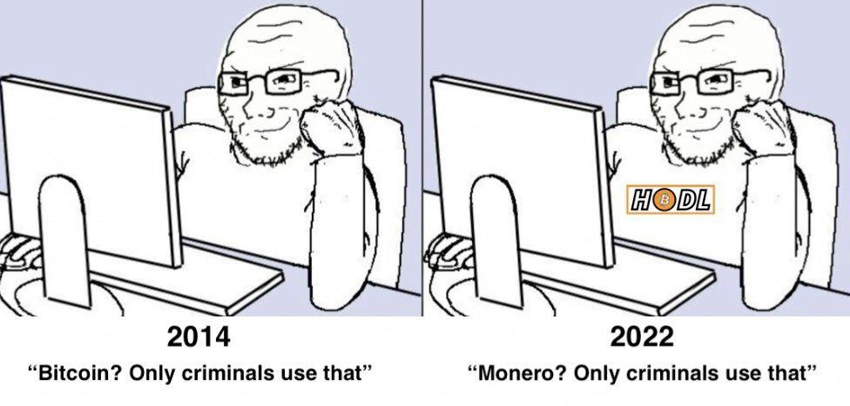 HODL
2014
2022
“Bitcoin? Only criminals use that”
“Monero? Only criminals use that”